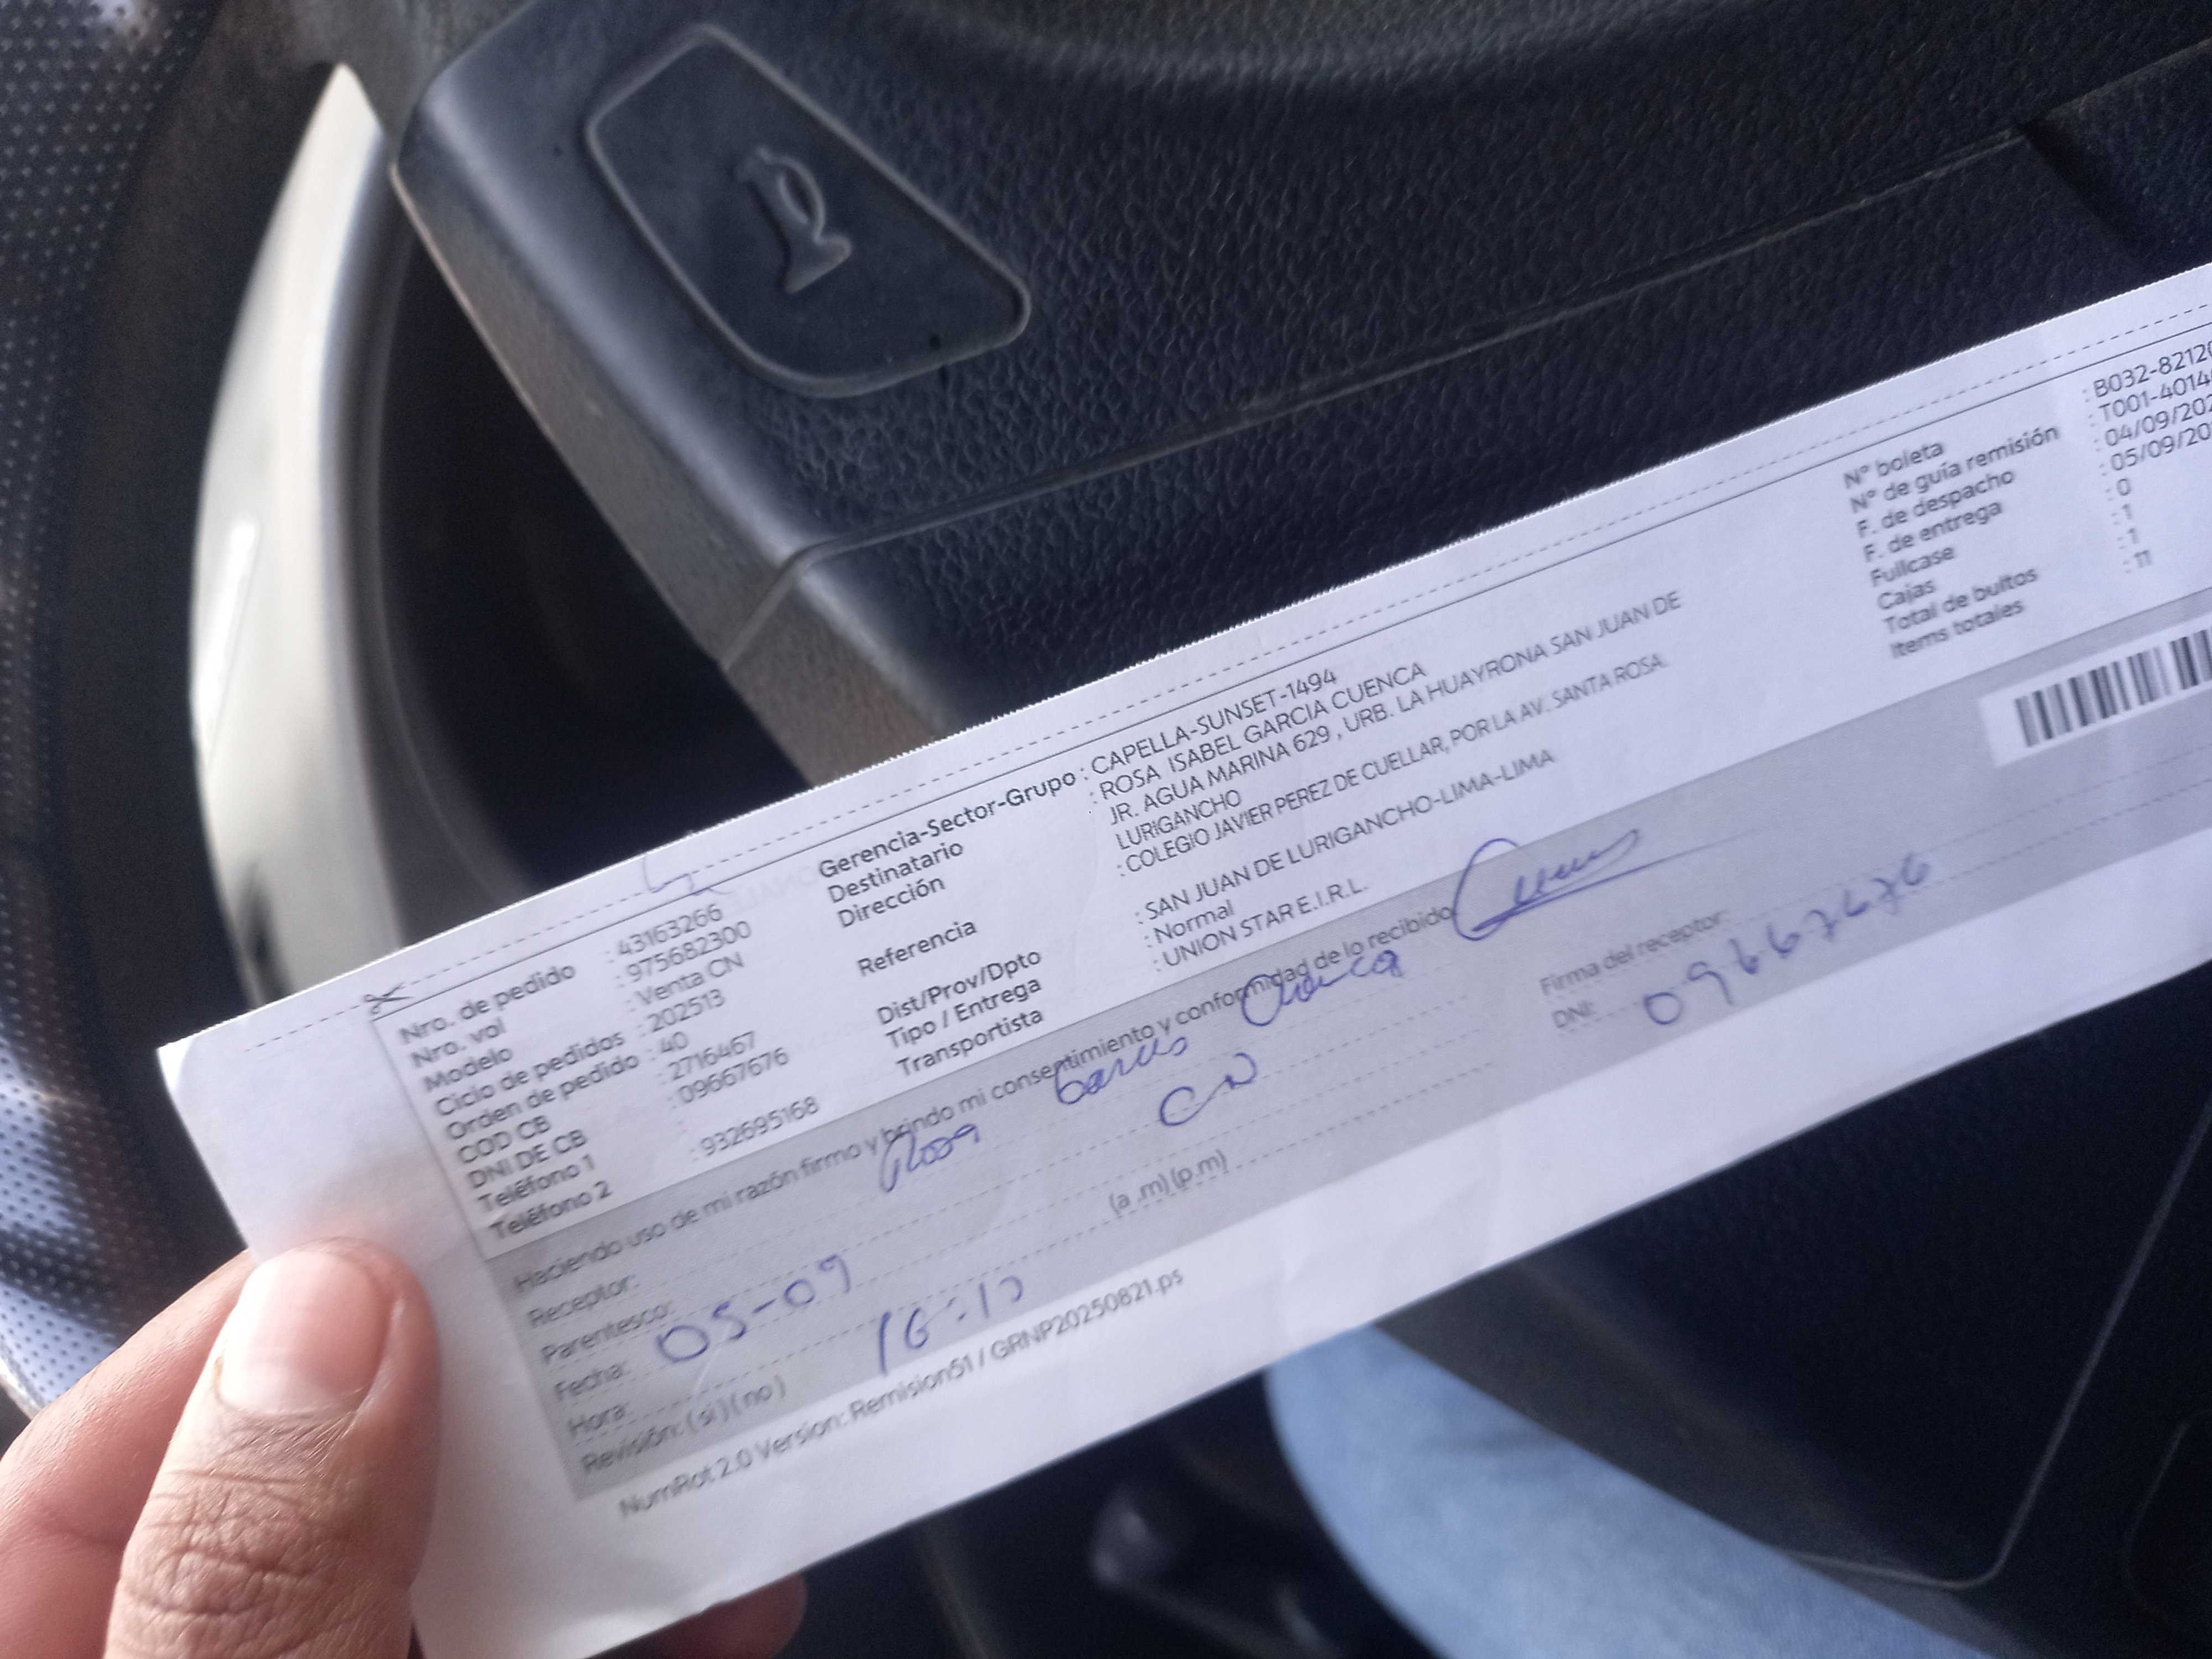 Nro. de pedido : 43163266
Nro. vol : 975682300
Modelo : Venta CN
Ciclo de pedidos : 202513
Orden de pedido : 40
COD CB : 2716467
DNI DE CB : 09667676
Teléfono 1 :
Teléfono 2 : 932695168
Gerencia-Sector-Grupo : CAPELLA-SUNSET-1494
Destinatario : ROSA ISABEL GARCIA CUENCA
Dirección : JR. AGUA MARINA 629 , URB. LA HUAYRONA SAN JUAN DE
LURIGANCHO
Referencia : COLEGIO JAVIER PEREZ DE CUELLAR, POR LA AV. SANTA ROSA.
Dist/Prov/Dpto : SAN JUAN DE LURIGANCHO-LIMA-LIMA
Tipo / Entrega : Normal
Transportista : UNION STAR E.I.R.L.
N° boleta : B032-8212
N° de guía remisión : T001-401
F. de despacho : 04/09/20
F. de entrega : 05/09/20
Fullcase : 0
Cajas : 1
Total de bultos : 1
Items totales : 11
Haciendo uso de mi razón firmo y brindo mi consentimiento y conformidad de lo recibido
Receptor: Rosa Garcia Cuenca
Parentesco: CN
Fecha: 05-09
Hora: 16:10 (a .m) (p.m)
Revisión: ( si ) ( no )
Firma del receptor:
DNI: 09667676
NumRot 2.0 Version: Remision51 / GRNP20250821.ps